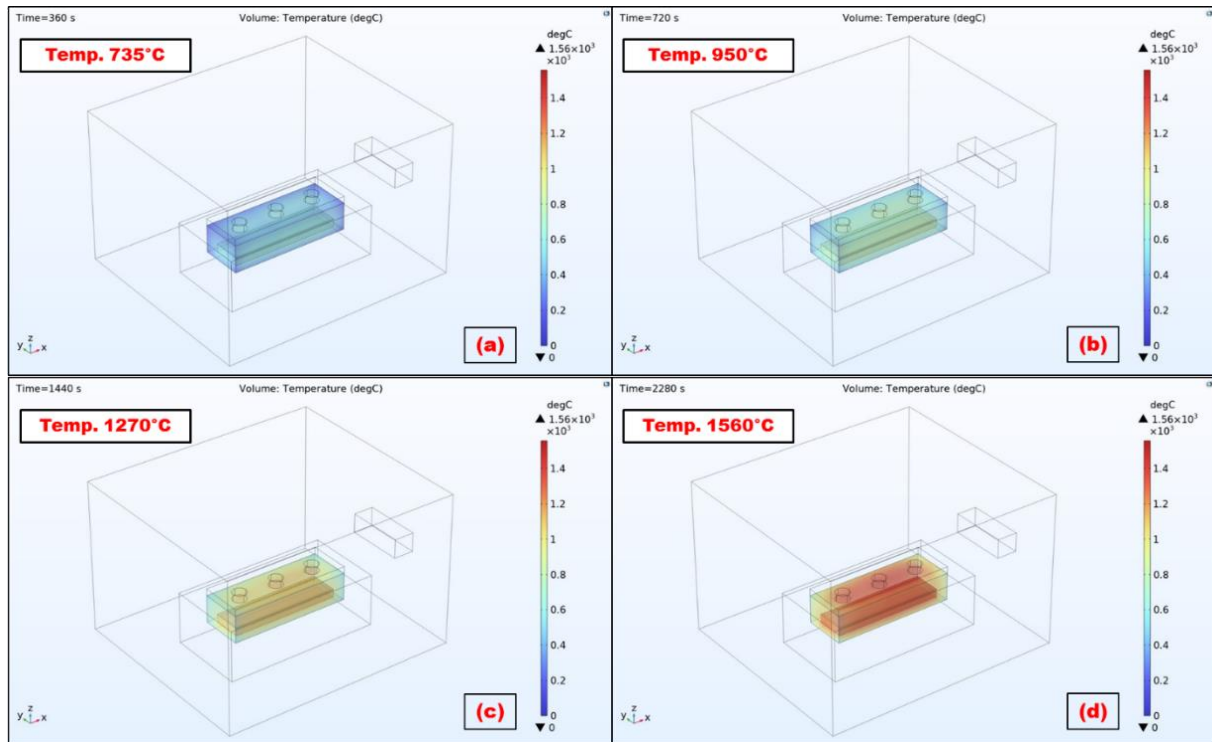 Time=360 s
Volume: Temperature (degC)
Temp. 735°C
degC
▲ 1.56×10³
×10³
1.4
1.2
1
0.8
0.6
0.4
0.2
0
▼ 0
y z x
(a)
Time=720 s
Volume: Temperature (degC)
Temp. 950°C
degC
▲ 1.56×10³
×10³
1.4
1.2
1
0.8
0.6
0.4
0.2
0
▼ 0
y z x
(b)
Time=1440 s
Volume: Temperature (degC)
Temp. 1270°C
degC
▲ 1.56×10³
×10³
1.4
1.2
1
0.8
0.6
0.4
0.2
0
▼ 0
y z x
(c)
Time=2280 s
Volume: Temperature (degC)
Temp. 1560°C
degC
▲ 1.56×10³
×10³
1.4
1.2
1
0.8
0.6
0.4
0.2
0
▼ 0
y z x
(d)